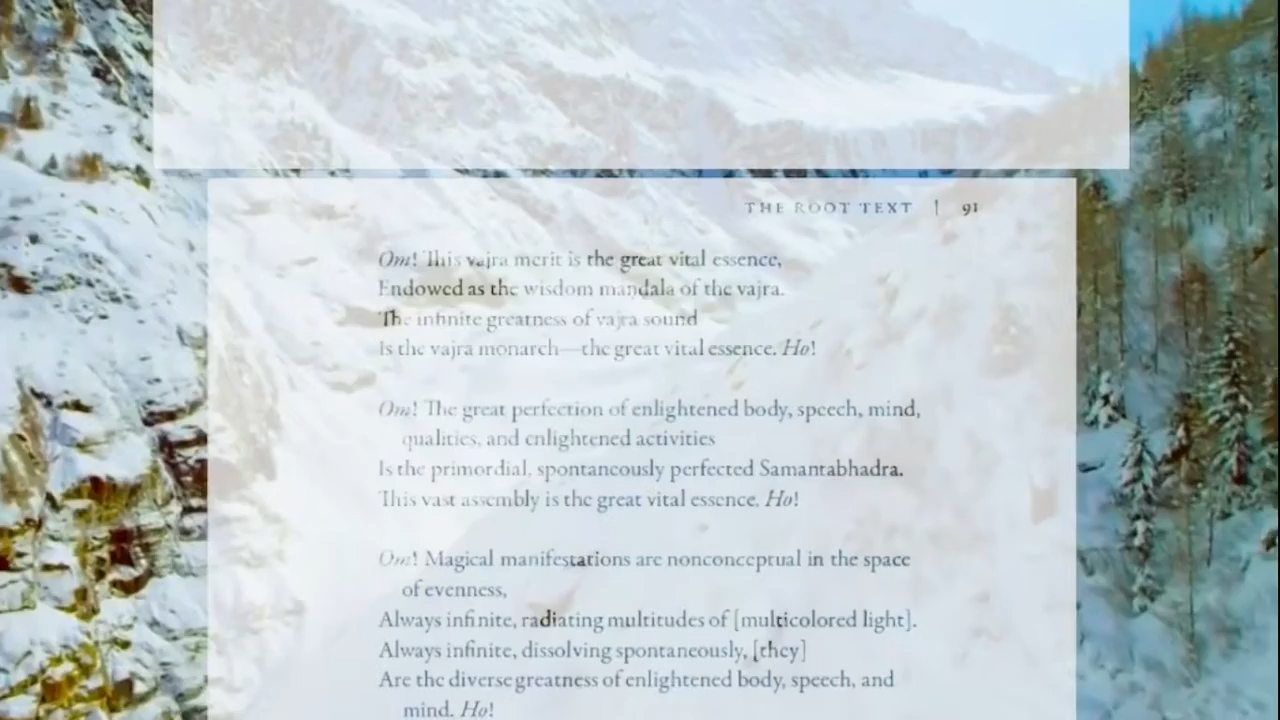 THE ROOT TEXT | 91
Om! This vajra merit is the great vital essence,
Endowed as the wisdom maṇḍala of the vajra.
The infinite greatness of vajra sound
Is the vajra monarch—the great vital essence. Ho!
Om! The great perfection of enlightened body, speech, mind,
qualities, and enlightened activities
Is the primordial, spontaneously perfected Samantabhadra.
This vast assembly is the great vital essence. Ho!
Om! Magical manifestations are nonconceptual in the space
of evenness,
Always infinite, radiating multitudes of [multicolored light].
Always infinite, dissolving spontaneously, [they]
Are the diverse greatness of enlightened body, speech, and
mind. Ho!